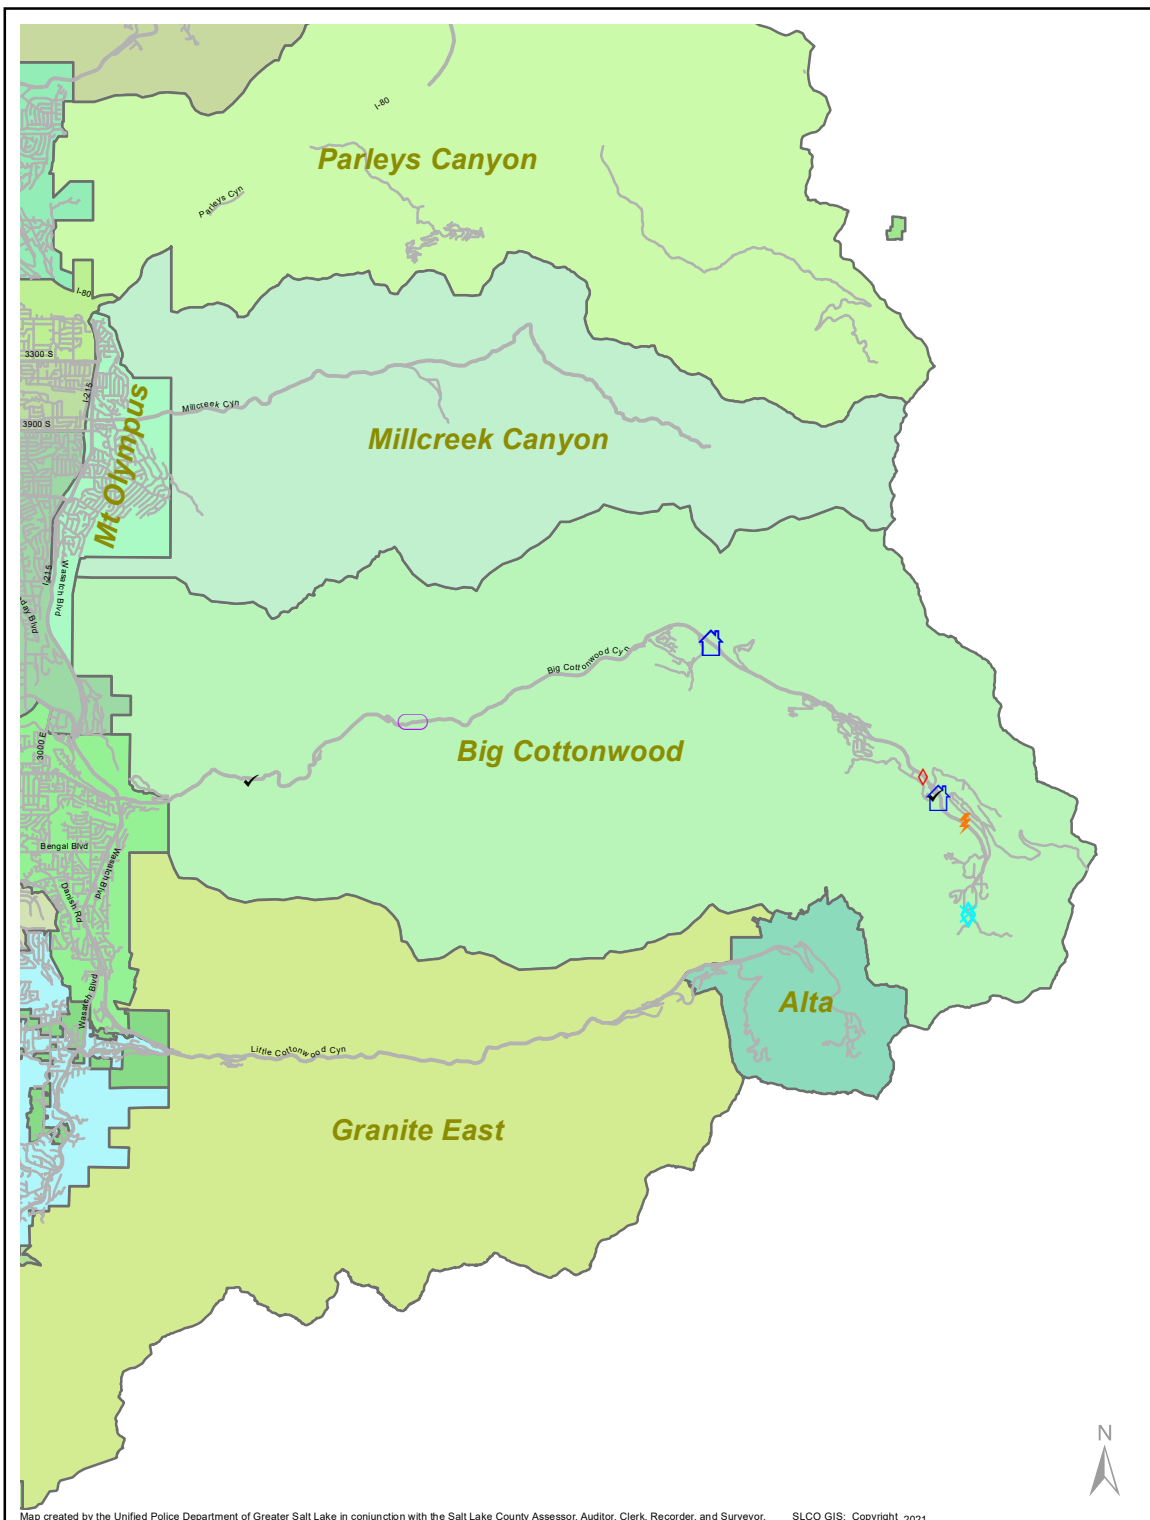 I-80
Parleys Canyon
Parleys Cyn
I-80
3300 S
I-215
Mt Olympus
Millcreek Cyn
3900 S
Millcreek Canyon
I-215
Wasatch Blvd
day Blvd
Big Cottonwood Cyn
3000 E
Big Cottonwood
Bengal Blvd
Wasatch Blvd
Danish Rd
Wasatch Blvd
Alta
Little Cottonwood Cyn
Granite East
N
Map created by the Unified Police Department of Greater Salt Lake in conjunction with the Salt Lake County Assessor, Auditor, Clerk, Recorder, and Surveyor. SLCO GIS: Copyright 2021